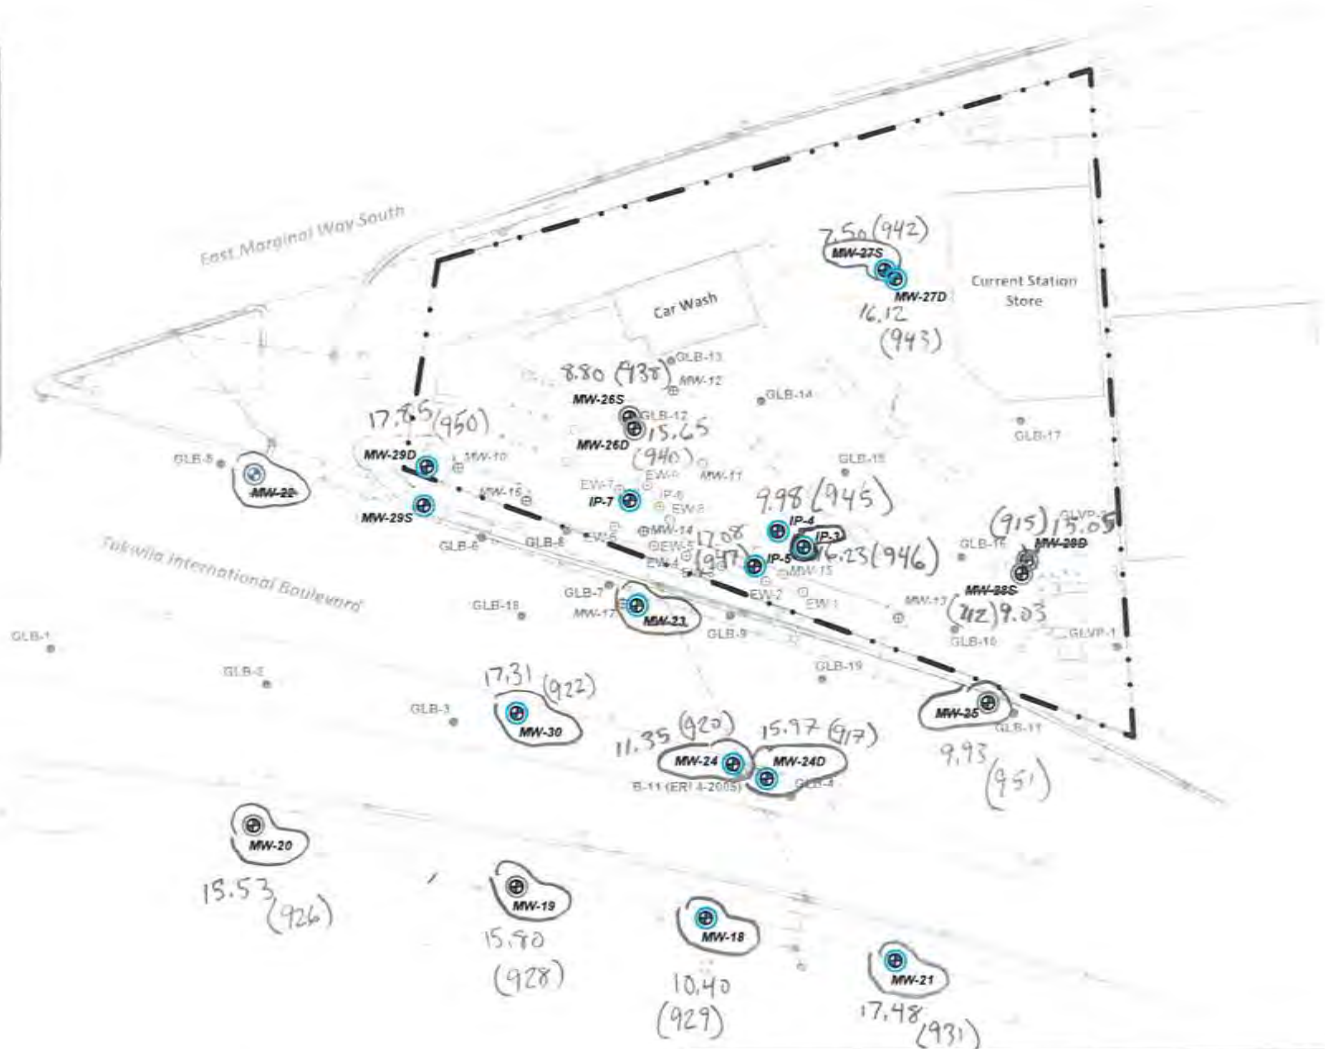 East Marginal Way South
7.50 (942)
MW-27S
MW-27D
16.12
(943)
Current Station
Store
Car Wash
GLB-13
8.80 (938)
MW-12
MW-26S
GLB-12
GLB-14
17.85 (950)
MW-26D
15.65
(940)
GLB-17
MW-29D
MW-10
GLB-5
MW-22
MW-11
GLB-15
EW-7
MW-16
IP-7
IP-6
EW-8
9.98 (945)
IP-4
MW-29S
MW-14
17.08
(947)
IP-3
IP-5
16.23 (946)
(915) 15.05
GLB-16
MW-28D
MW-28S
GLB-6
EW-5
EW-4
MW-15
EW-2
EW-1
Tukwila International Boulevard
GLB-7
MW-17
MW-23
GLB-18
GLB-9
MW-13
9.03
GLB-10
GLVP-1
GLB-1
GLB-2
GLB-19
GLB-3
17.31 (922)
MW-30
MW-25
GLB-11
9.93
(951)
11.35 (920)
15.97 (917)
MW-24
MW-24D
GLB-4
MW-20
15.53
(926)
MW-19
15.80
(928)
MW-18
10.40
(929)
MW-21
17.48
(931)